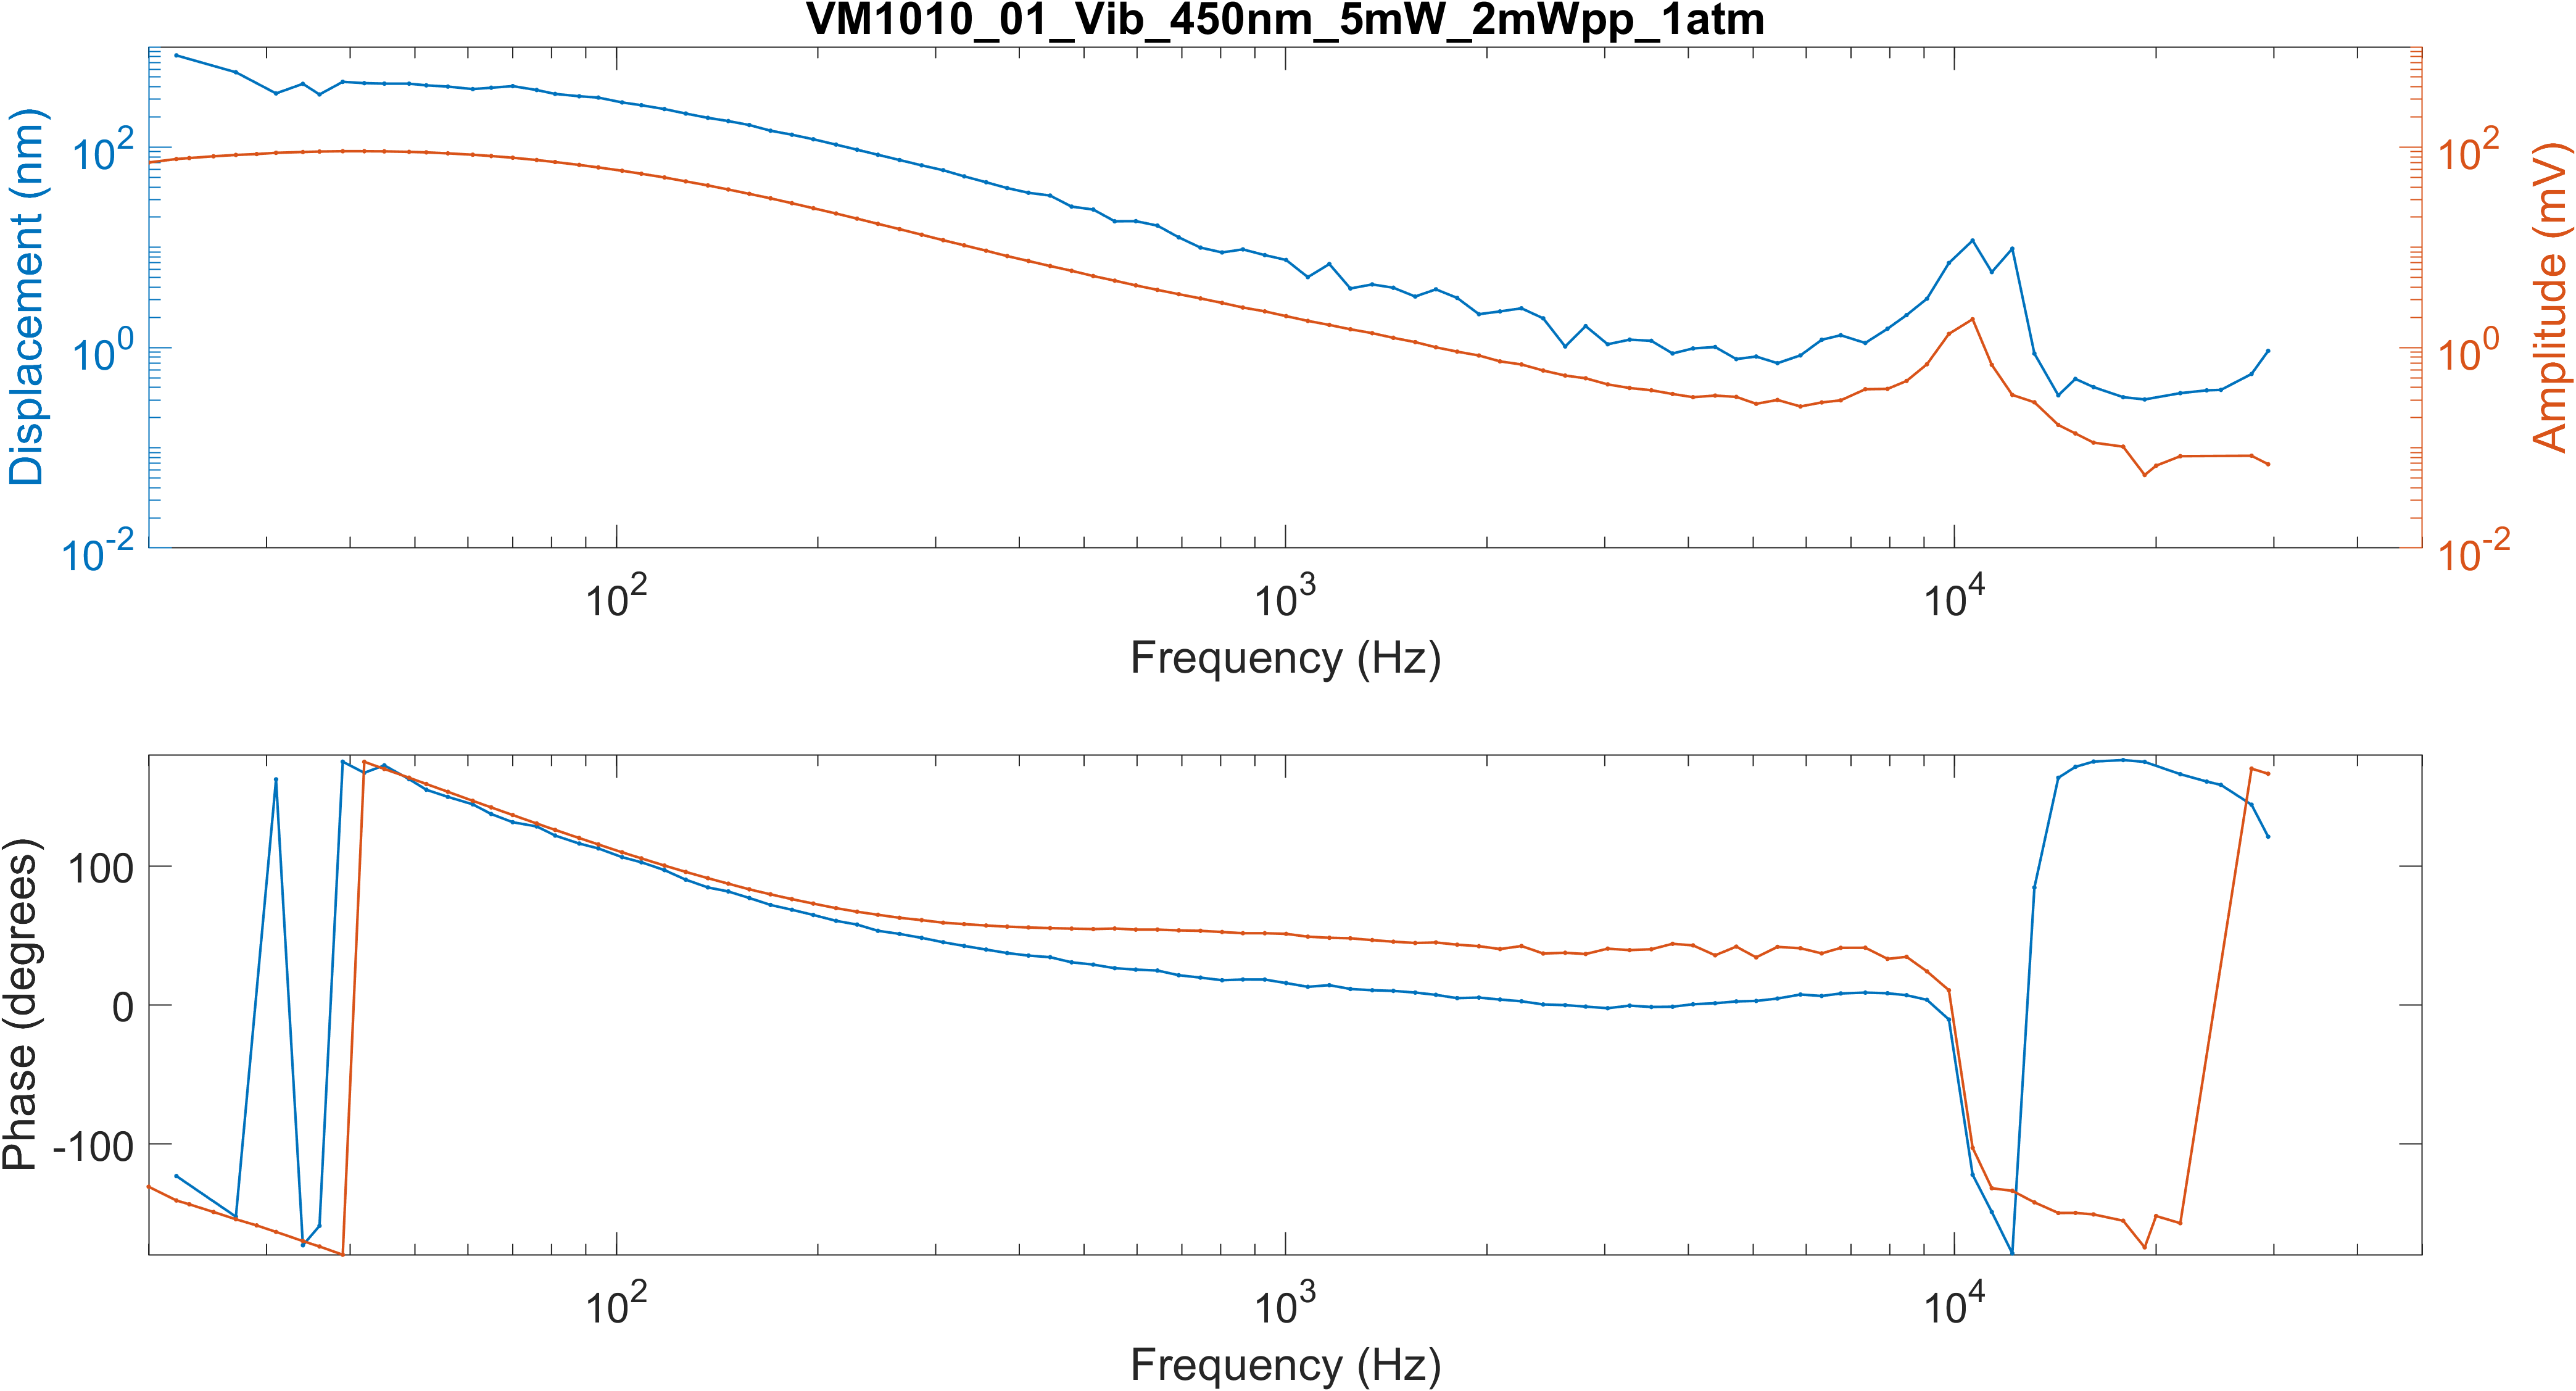 VM1010_01_Vib_450nm_5mW_2mWpp_1atm
Displacement (nm)
10^2
10^0
10^-2
Amplitude (mV)
10^2
10^0
10^-2
10^2 10^3 10^4
Frequency (Hz)
Phase (degrees)
100
0
-100
10^2 10^3 10^4
Frequency (Hz)